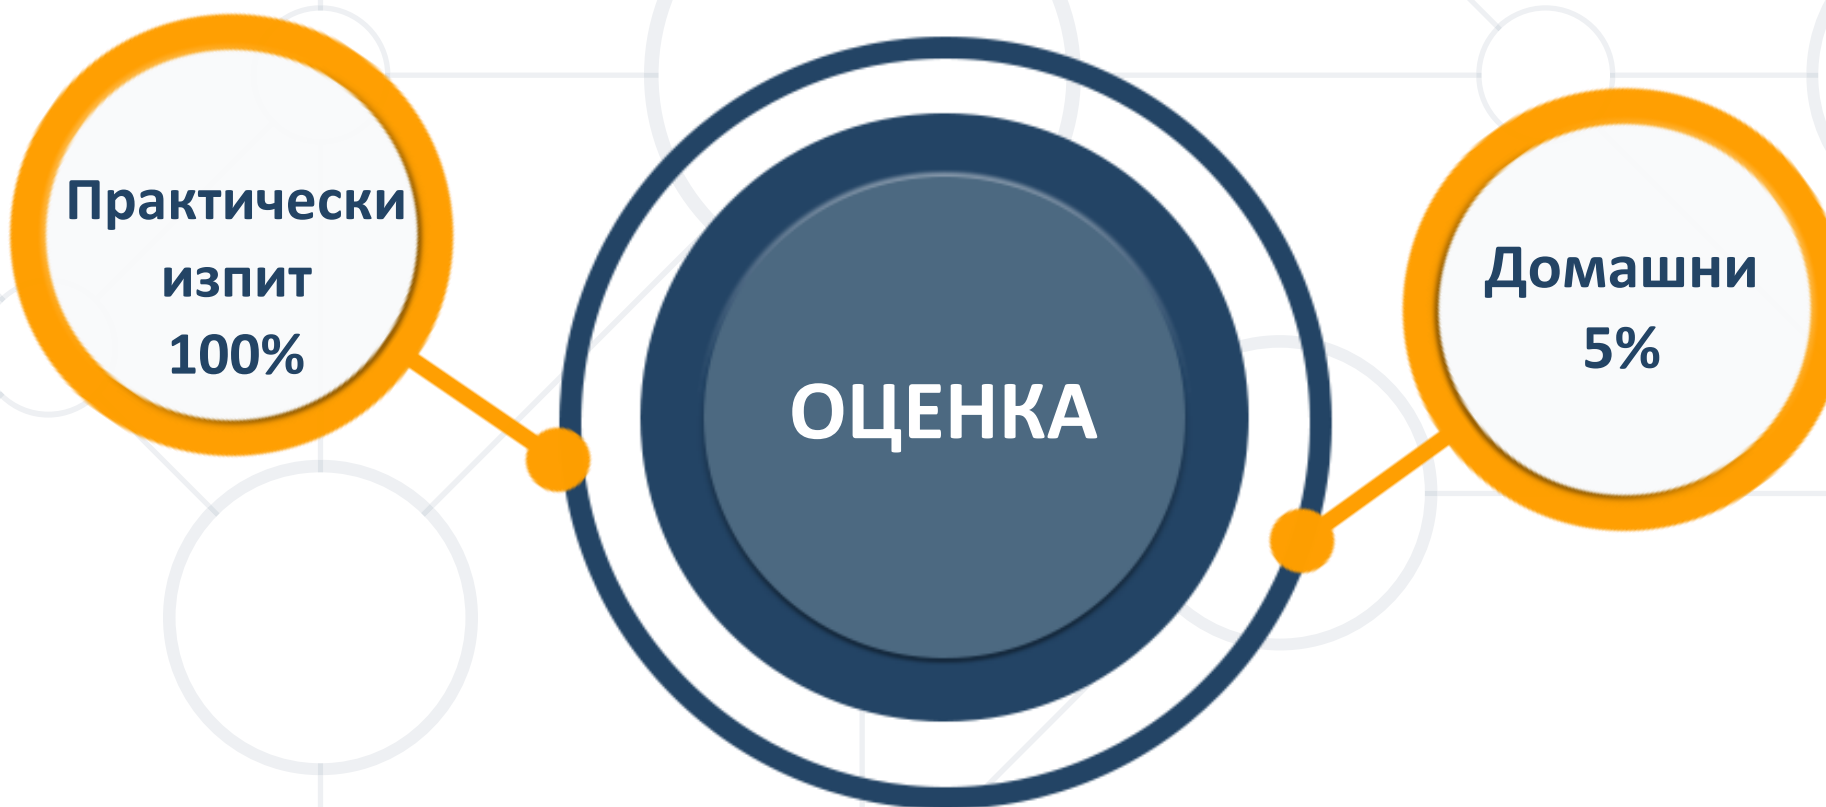 Практически
изпит
100%
ОЦЕНКА
Домашни
5%